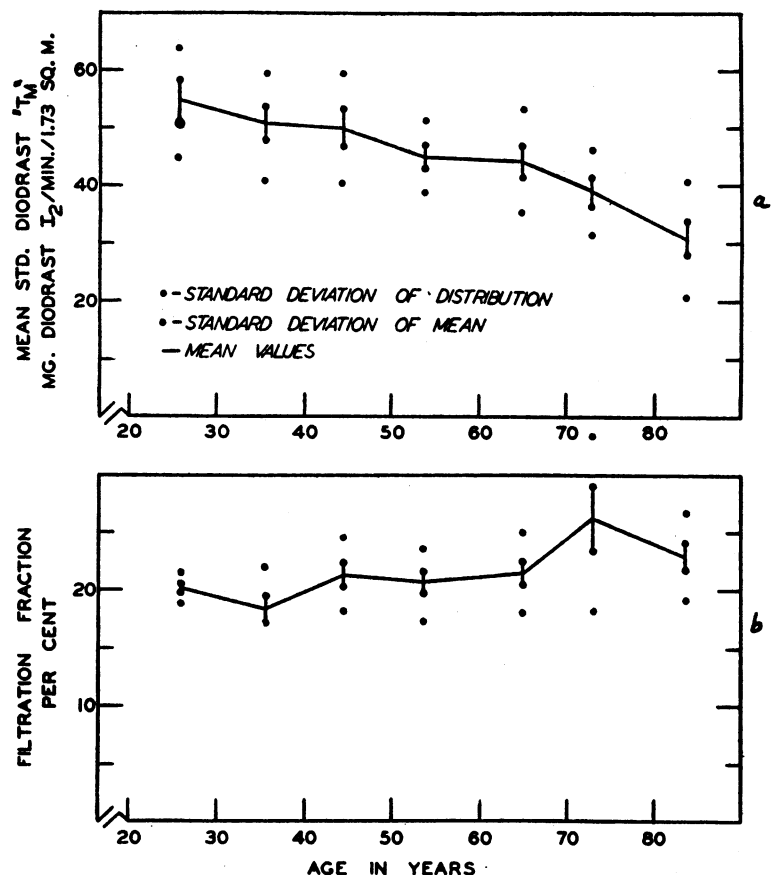 MEAN STD. DIODRAST "TM"
MG. DIODRAST I2/MIN./1.73 SQ. M.
60
40
20
•-STANDARD DEVIATION OF DISTRIBUTION
•-STANDARD DEVIATION OF MEAN
—MEAN VALUES
a
20 30 40 50 60 70 80
FILTRATION FRACTION
PER CENT
20
10
b
20 30 40 50 60 70 80
AGE IN YEARS